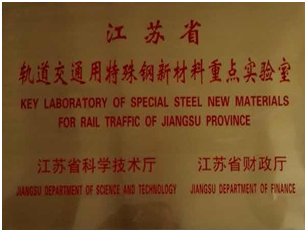 江苏省
轨道交通用特殊钢新材料重点实验室
KEY LABORATORY OF SPECIAL STEEL NEW MATERIALS
FOR RAIL TRAFFIC OF JIANGSU PROVINCE
江苏省科学技术厅 江苏省财政厅
JIANGSU DEPARTMENT OF SCIENCE AND TECHNOLOGY JIANGSU DEPARTMENT OF FINANCE